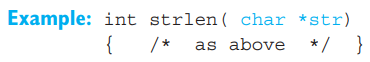 Example: int strlen( char *str)
{ /* as above */ }